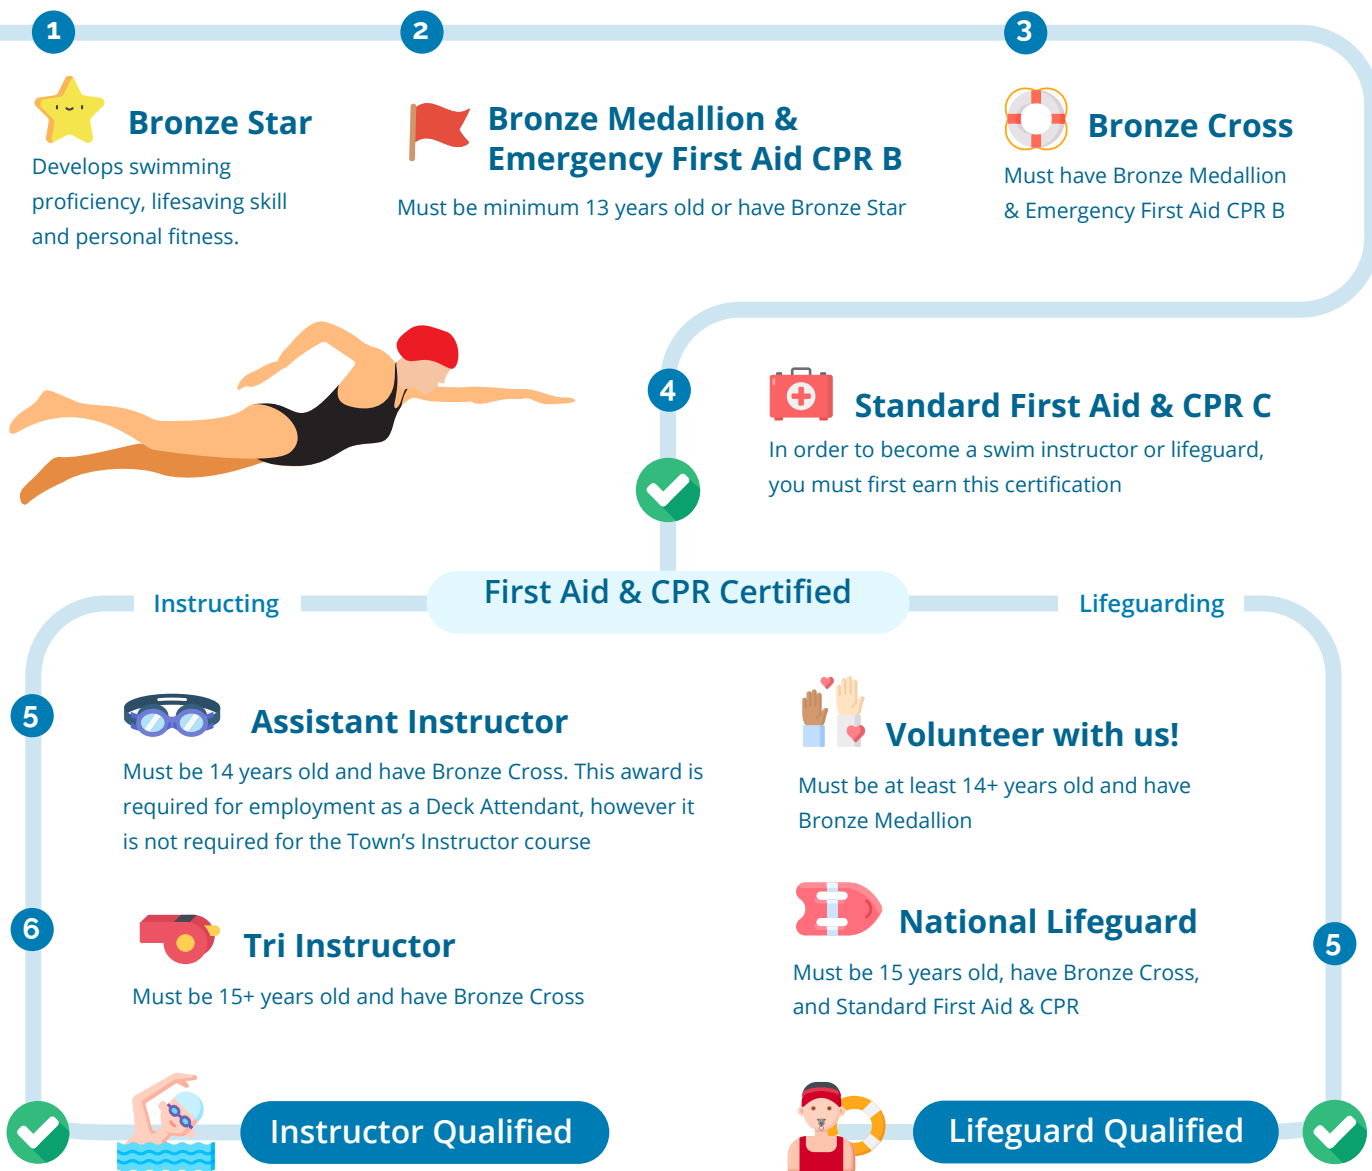 1
Bronze Star
Develops swimming
proficiency, lifesaving skill
and personal fitness.
2
Bronze Medallion &
Emergency First Aid CPR B
Must be minimum 13 years old or have Bronze Star
3
Bronze Cross
Must have Bronze Medallion
& Emergency First Aid CPR B
4
Standard First Aid & CPR C
In order to become a swim instructor or lifeguard,
you must first earn this certification
First Aid & CPR Certified
Instructing
5
Assistant Instructor
Must be 14 years old and have Bronze Cross. This award is
required for employment as a Deck Attendant, however it
is not required for the Town’s Instructor course
6
Tri Instructor
Must be 15+ years old and have Bronze Cross
Instructor Qualified
Lifeguarding
Volunteer with us!
Must be at least 14+ years old and have
Bronze Medallion
5
National Lifeguard
Must be 15 years old, have Bronze Cross,
and Standard First Aid & CPR
Lifeguard Qualified